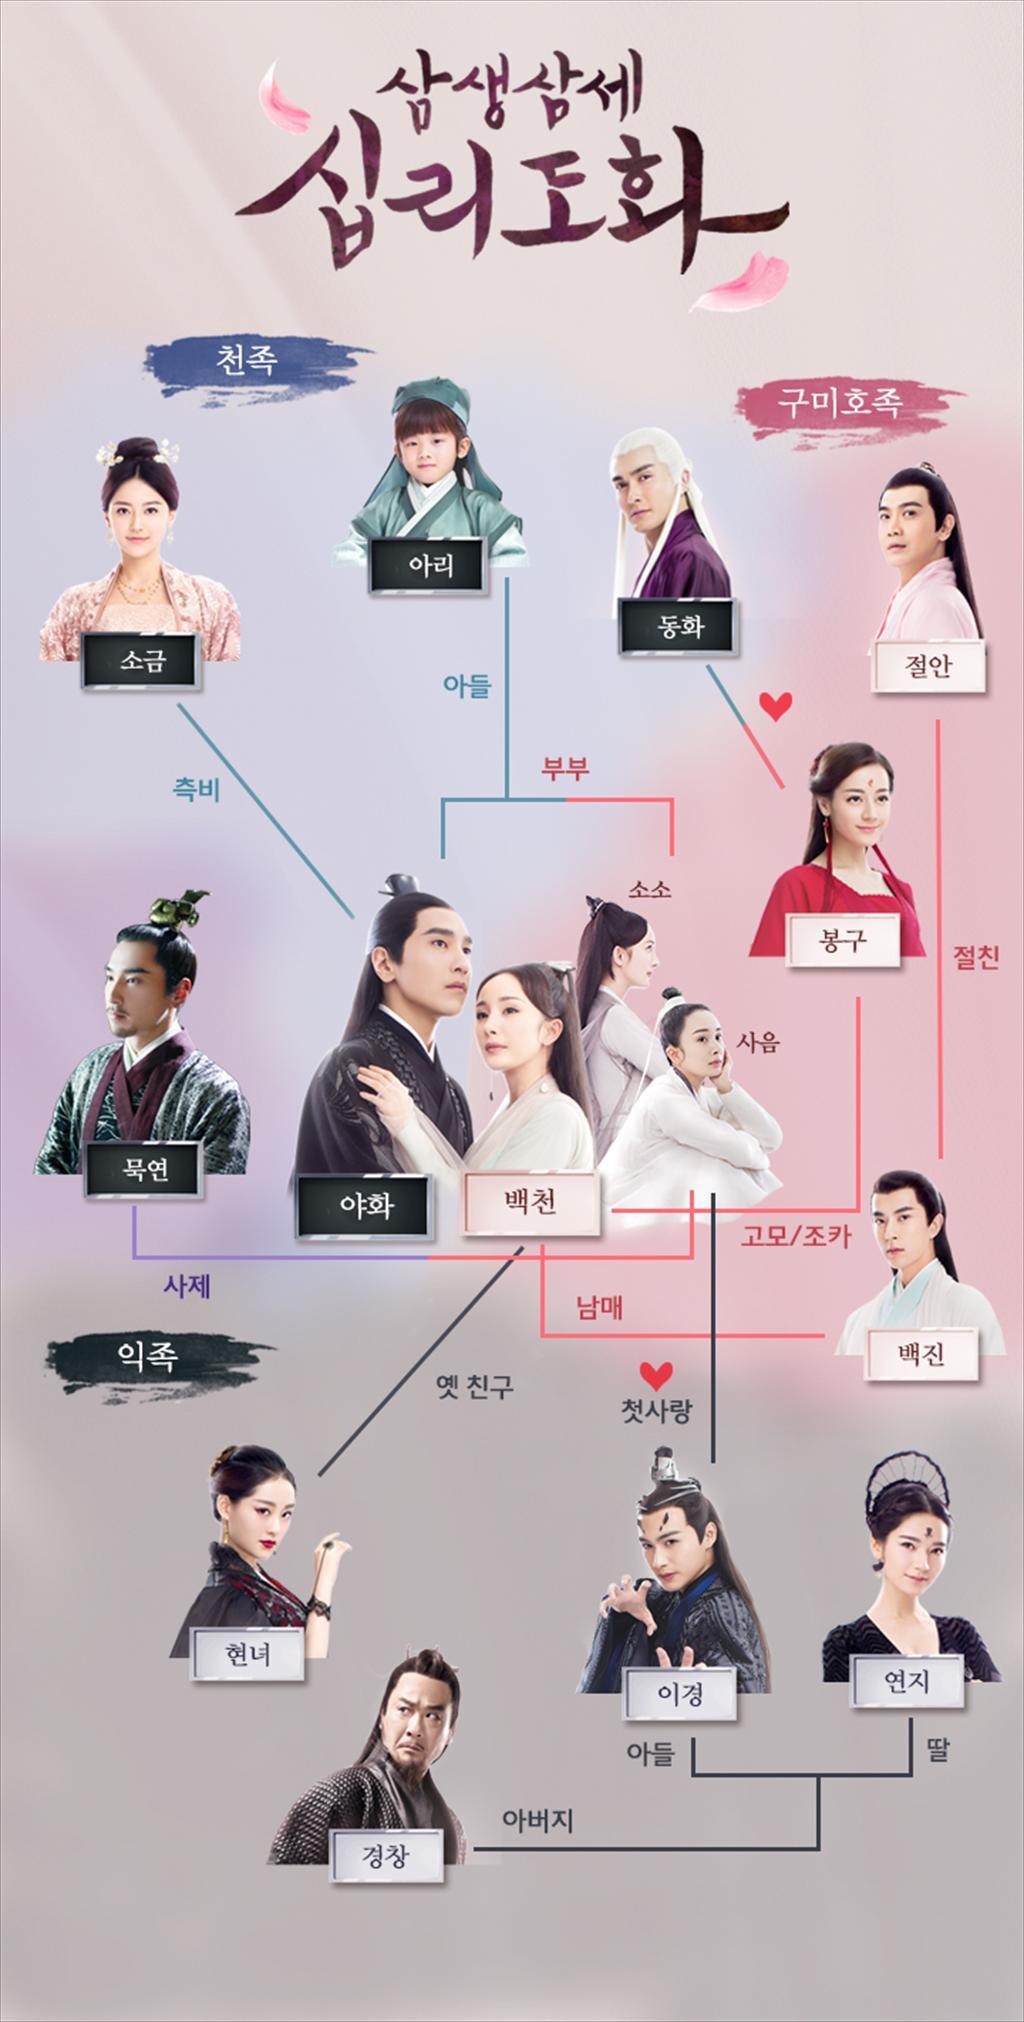 삼생삼세
십리도화
천족
구미호족
아리
동화
소금
절안
아들
측비
부부
소소
봉구
절친
사음
묵연
야화
백천
고모/조카
사제
남매
익족
백진
옛 친구
첫사랑
현녀
이경
연지
아들
딸
아버지
경창